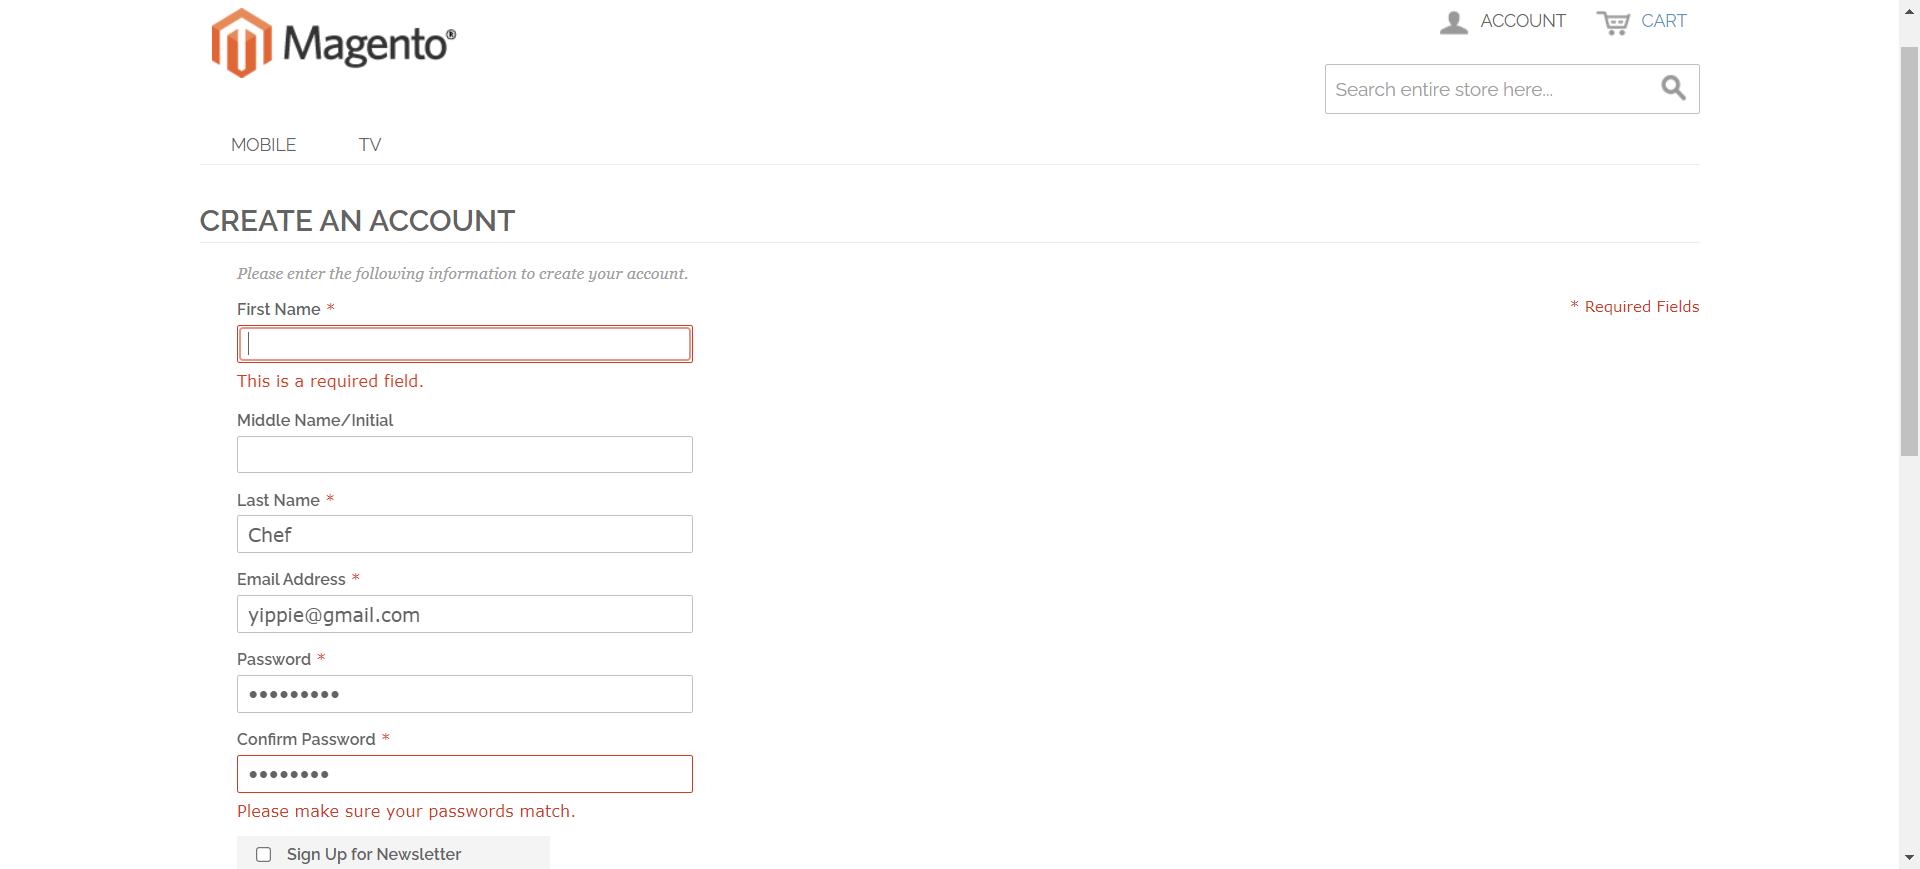 Magento®
ACCOUNT
CART
Search entire store here...
MOBILE
TV
CREATE AN ACCOUNT
Please enter the following information to create your account.
First Name *
* Required Fields
This is a required field.
Middle Name/Initial
Last Name *
Chef
Email Address *
yippie@gmail.com
Password *
•••••••••
Confirm Password *
••••••••
Please make sure your passwords match.
Sign Up for Newsletter